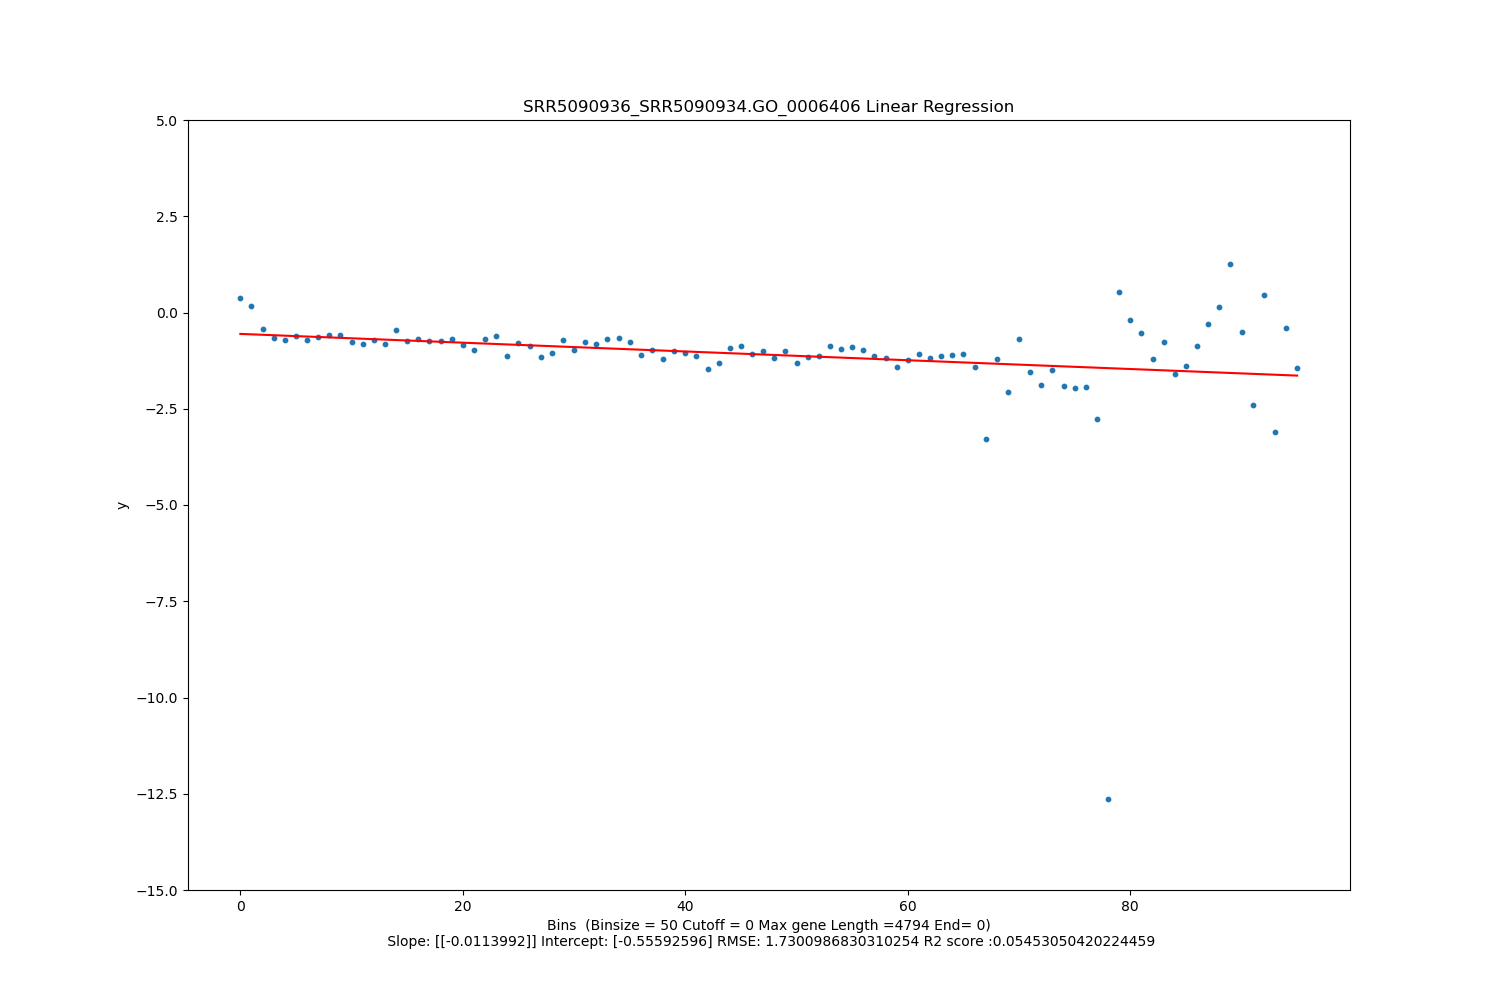 SRR5090936_SRR5090934.GO_0006406 Linear Regression
5.0
2.5
0.0
−2.5
−5.0
−7.5
−10.0
−12.5
−15.0
y
0 20 40 60 80
Bins  (Binsize = 50 Cutoff = 0 Max gene Length =4794 End= 0)
Slope: [[-0.0113992]] Intercept: [-0.55592596] RMSE: 1.7300986830310254 R2 score :0.05453050420224459